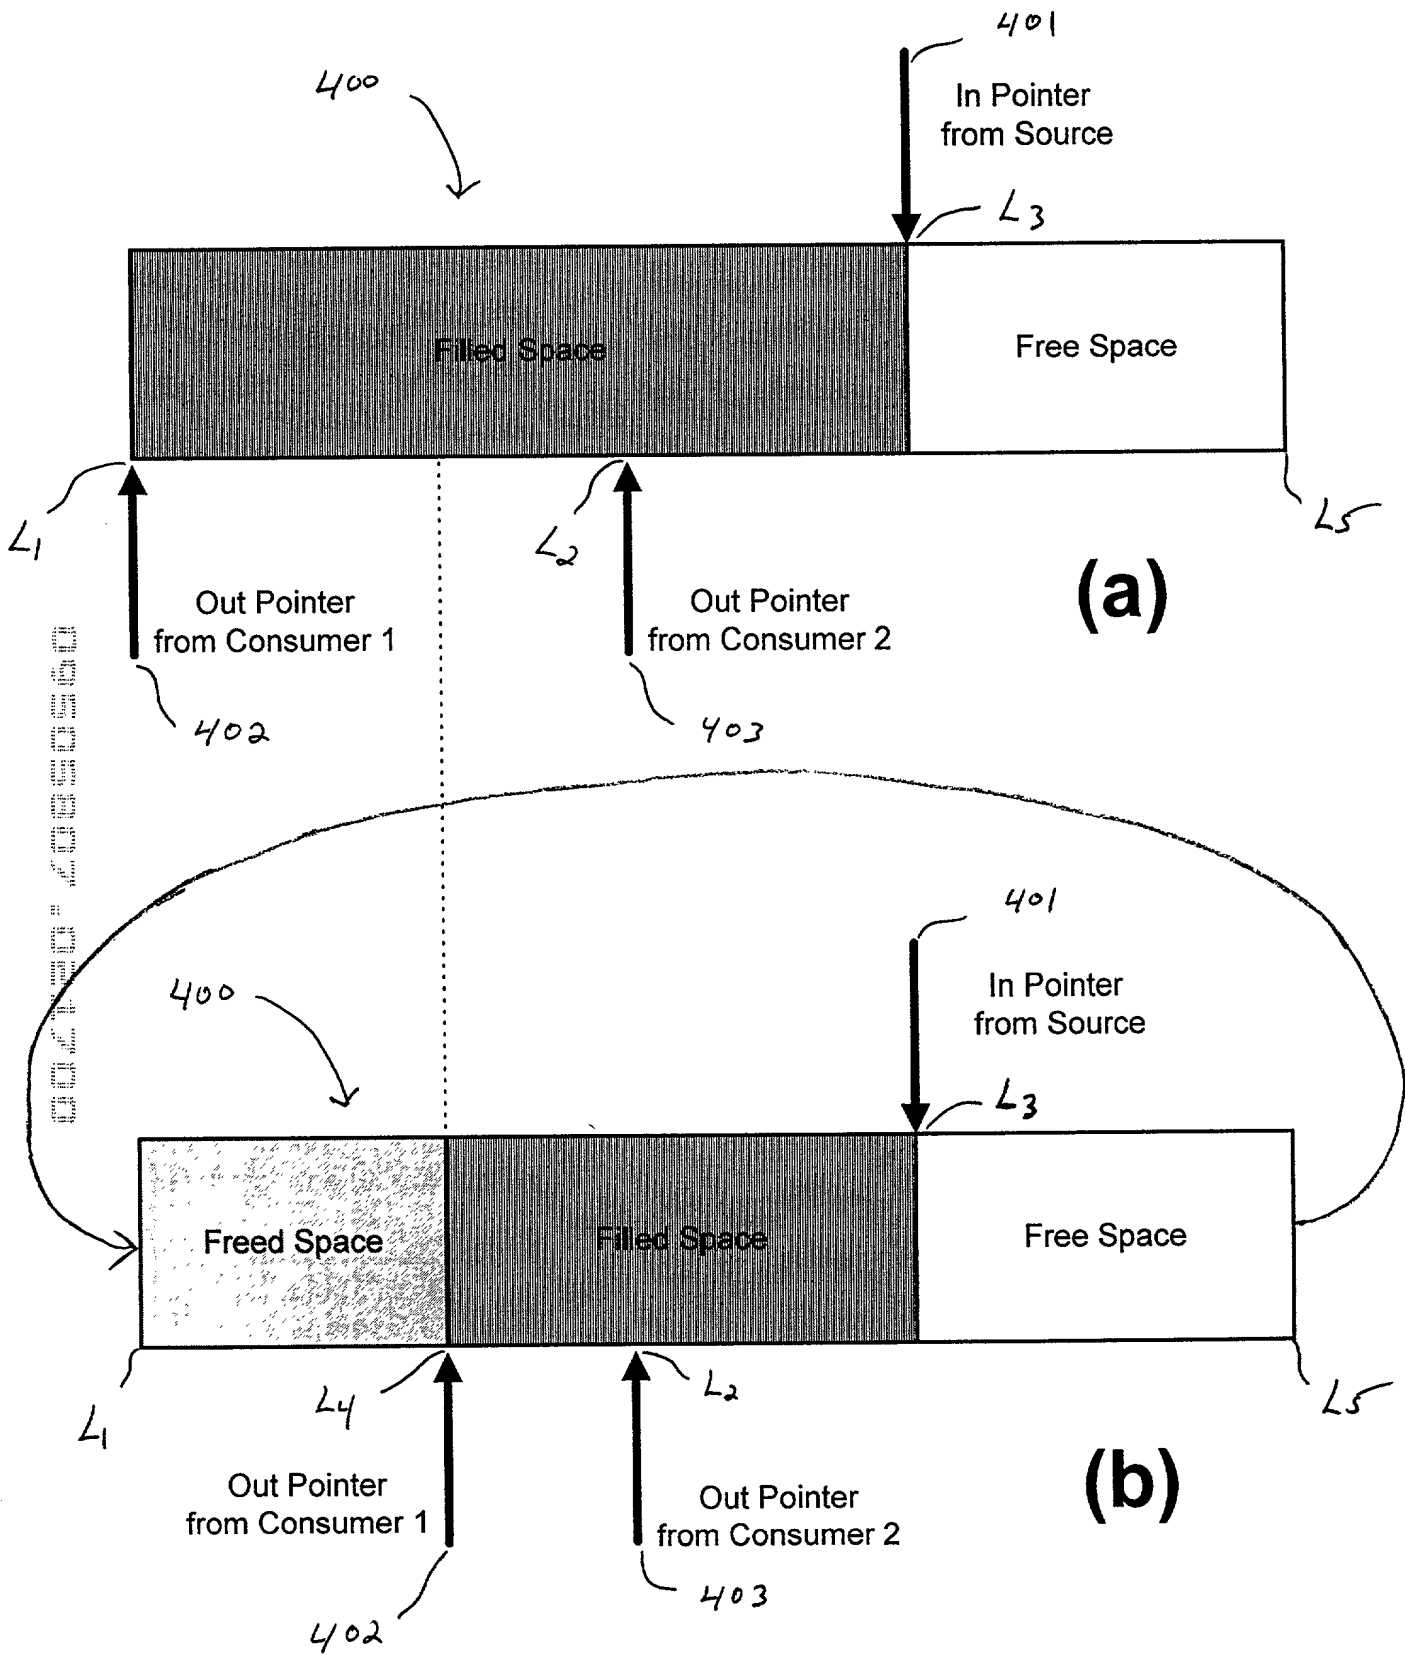 401
400
In Pointer
from Source
L3
Filled Space
Free Space
L1
L2
L5
Out Pointer
from Consumer 1
Out Pointer
from Consumer 2
(a)
402
403
401
400
In Pointer
from Source
L3
Freed Space
Filled Space
Free Space
L1
L4
L2
L5
Out Pointer
from Consumer 1
Out Pointer
from Consumer 2
(b)
402
403